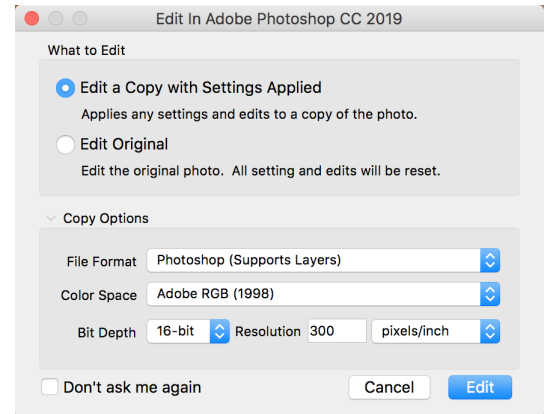 Edit In Adobe Photoshop CC 2019
What to Edit
Edit a Copy with Settings Applied
Applies any settings and edits to a copy of the photo.
Edit Original
Edit the original photo.  All setting and edits will be reset.
Copy Options
File Format Photoshop (Supports Layers)
Color Space Adobe RGB (1998)
Bit Depth 16-bit Resolution 300 pixels/inch
Don't ask me again Cancel Edit